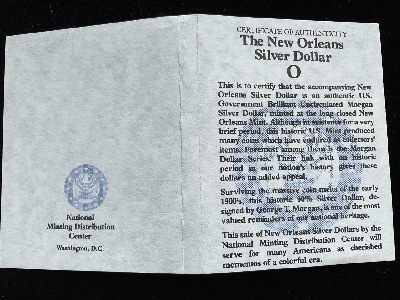 National
Minting Distribution
Center
Washington, D.C.
CERTIFICATE OF AUTHENTICITY
The New Orleans
Silver Dollar
O
This is to certify that the accompanying New
Orleans Silver Dollar is an authentic U.S.
Government Brilliant Uncirculated Morgan
Silver Dollar, minted at the long closed New
Orleans Mint. Although in existence for a very
brief period, this historic U.S. Mint produced
many coins which have endured as collectors'
items. Foremost among them is the Morgan
Dollar Series. Their link with an historic
period in our nation's history gives these
dollars an added appeal.
Surviving the massive coin melts of the early
1900's, this historic 90% Silver Dollar, de-
signed by George T. Morgan, is one of the most
valued reminders of our national heritage.
This sale of New Orleans Silver Dollars by the
National Minting Distribution Center will
serve for many Americans as cherished
mementos of a colorful era.